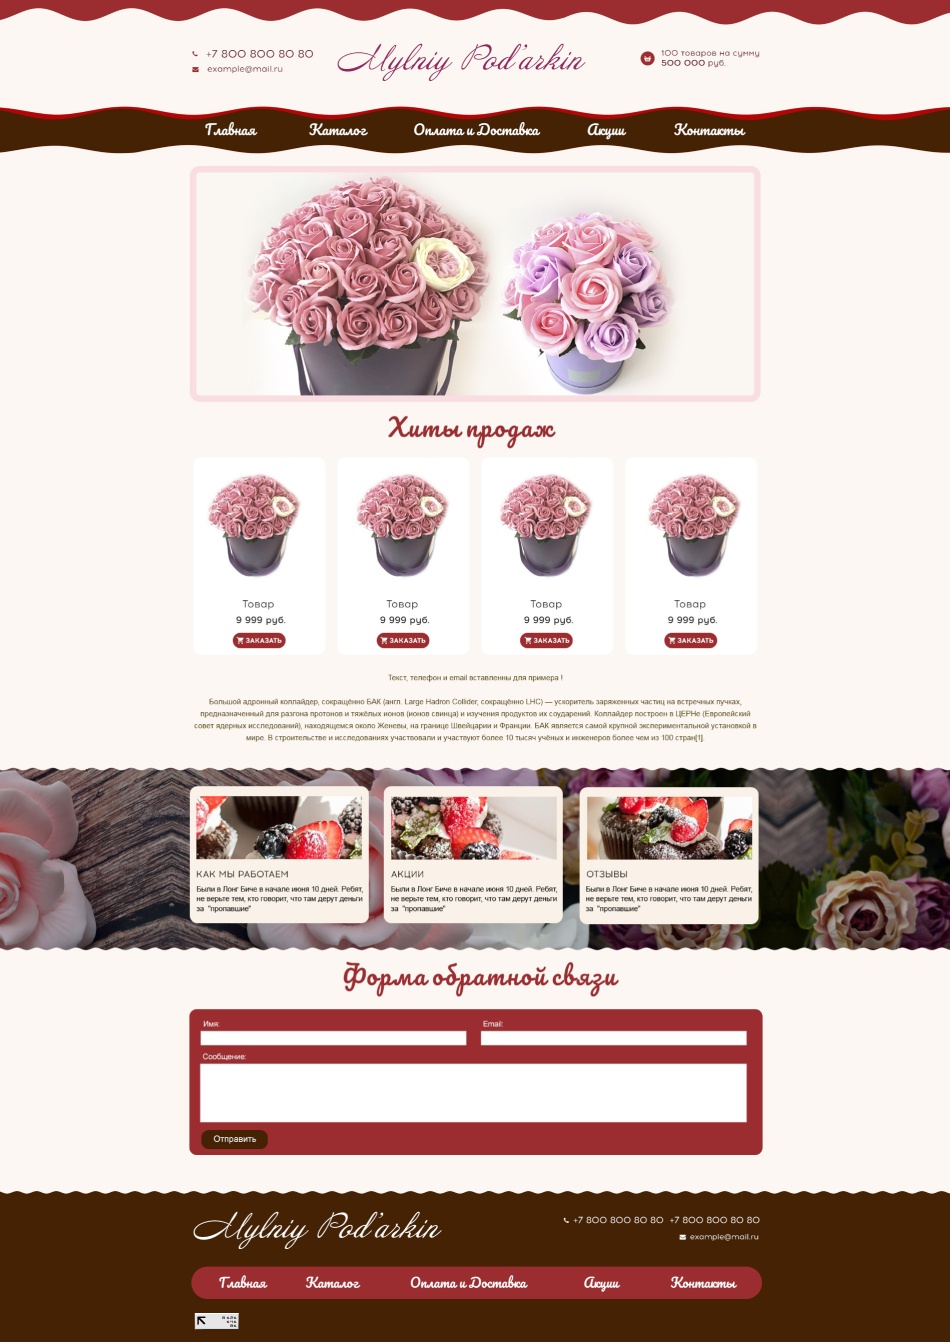 +7 800 800 80 80
example@mail.ru
Mylniy Pod'arkin
100 товаров на сумму
500 000 руб.
Главная Каталог Оплата и Доставка Акции Контакты
Хиты продаж
Товар Товар Товар Товар
9 999 руб. 9 999 руб. 9 999 руб. 9 999 руб.
ЗАКАЗАТЬ ЗАКАЗАТЬ ЗАКАЗАТЬ ЗАКАЗАТЬ
Текст, телефон и email вставленны для примера !
Большой адронный коллайдер, сокращённо БАК (англ. Large Hadron Collider, сокращённо LHC) — ускоритель заряженных частиц на встречных пучках,
предназначенный для разгона протонов и тяжёлых ионов (ионов свинца) и изучения продуктов их соударений. Коллайдер построен в ЦЕРНе (Европейский
совет ядерных исследований), находящемся около Женевы, на границе Швейцарии и Франции. БАК является самой крупной экспериментальной установкой в
мире. В строительстве и исследованиях участвовали и участвуют более 10 тысяч учёных и инженеров более чем из 100 стран[1].
КАК МЫ РАБОТАЕМ
Были в Лонг Биче в начале июня 10 дней. Ребят,
не верьте тем, кто говорит, что там дерут деньги
за "пропавшие"
АКЦИИ
Были в Лонг Биче в начале июня 10 дней. Ребят,
не верьте тем, кто говорит, что там дерут деньги
за "пропавшие"
ОТЗЫВЫ
Были в Лонг Биче в начале июня 10 дней. Ребят,
не верьте тем, кто говорит, что там дерут деньги
за "пропавшие"
Форма обратной связи
Имя: Email:
Сообщение:
Отправить
Mylniy Pod'arkin
+7 800 800 80 80 +7 800 800 80 80
example@mail.ru
Главная Каталог Оплата и Доставка Акции Контакты